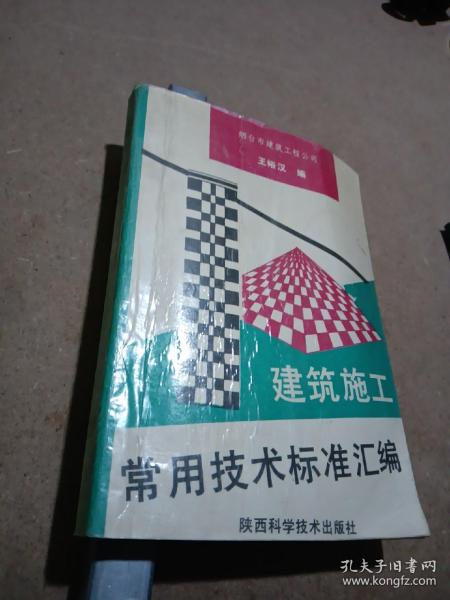 烟台市建筑工程公司
王裕汉 编
建筑施工
常用技术标准汇编
陕西科学技术出版社
孔夫子旧书网
www.kongfz.com